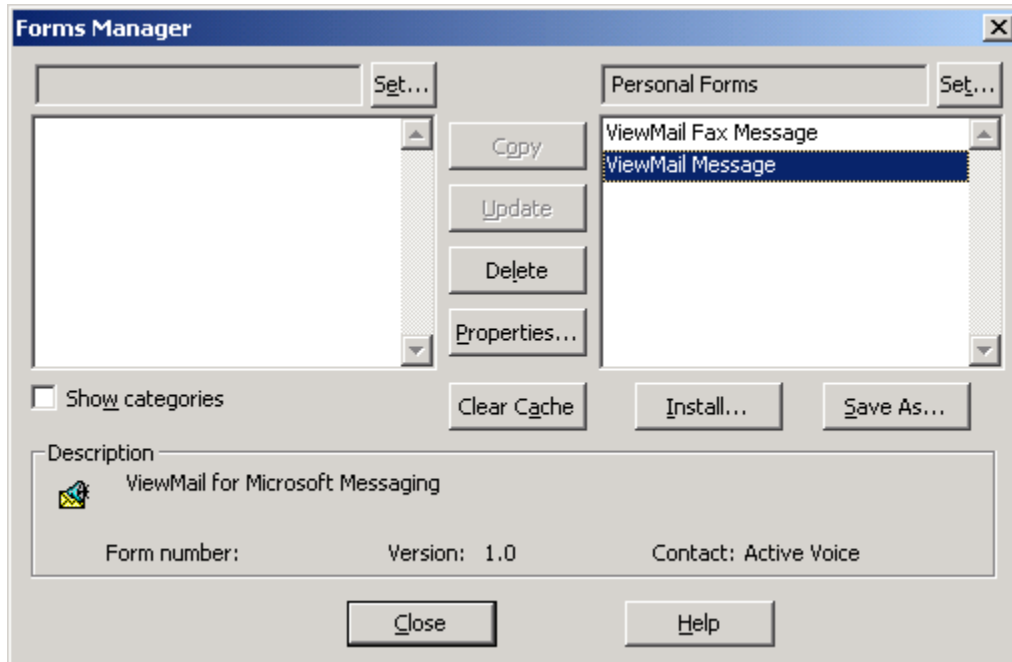 Forms Manager
Set...
Personal Forms
Set...
ViewMail Fax Message
ViewMail Message
Copy
Update
Delete
Properties...
Show categories
Clear Cache
Install...
Save As...
Description
ViewMail for Microsoft Messaging
Form number:
Version: 1.0
Contact: Active Voice
Close
Help